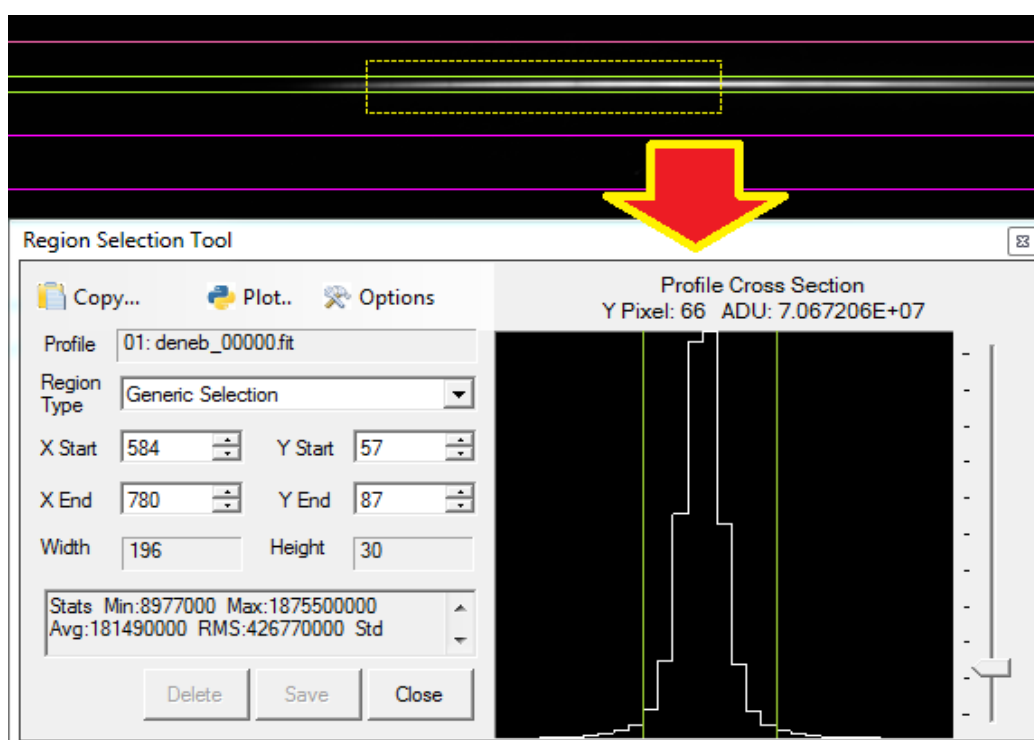 Region Selection Tool
Copy... Plot.. Options
Profile 01: deneb_00000.fit
Region Type Generic Selection
X Start 584 Y Start 57
X End 780 Y End 87
Width 196 Height 30
Stats Min:8977000 Max:1875500000
Avg:181490000 RMS:426770000 Std
Delete Save Close
Profile Cross Section
Y Pixel: 66 ADU: 7.067206E+07